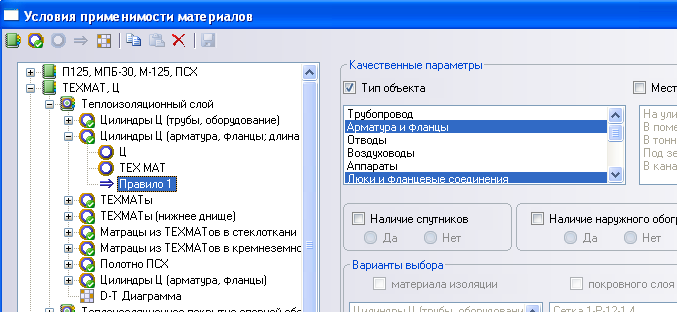 Условия применимости материалов
П125, МПБ-30, М-125, ПСХ
ТЕХМАТ, Ц
Теплоизоляционный слой
Цилиндры Ц (трубы, оборудование)
Цилиндры Ц (арматура, фланцы; длина
Ц
ТЕХ МАТ
Правило 1
ТЕХМАТы
ТЕХМАТы (нижнее днище)
Матрацы из ТЕХМАТов в стеклоткани
Матрацы из ТЕХМАТов в кремнеземно
Полотно ПСХ
Цилиндры Ц (арматура, фланцы)
D-T Диаграмма
Теплоизоляционное покрытие опорной
Качественные параметры
Тип объекта
Трубопровод
Арматура и фланцы
Отводы
Воздуховоды
Аппараты
Люки и фланцевые соединения
Мест
На ули
В поме
В тонн
Под зе
В кана
Наличие спутников
Да Нет
Наличие наружного обогр
Да Нет
Варианты выбора
материала изоляции
покровного слоя
Цилиндры Ц (трубы, оборудовани
Сетка 1-Р-12-1,4